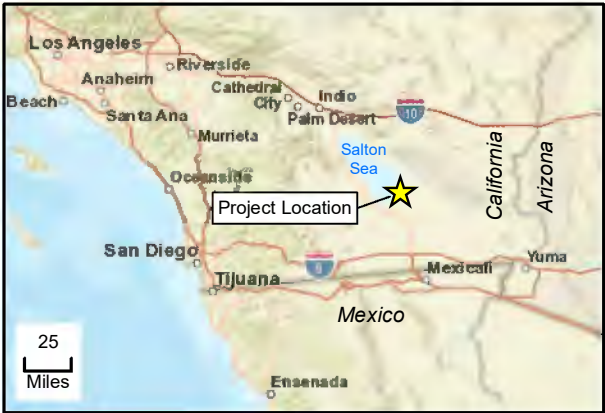 Los Angeles
Riverside
Anaheim
Cathedral
City
Indio
Beach
Santa Ana
Palm Desert
10
Murrieta
Salton
Sea
California
Arizona
Oceanside
Project Location
San Diego
8
Yuma
Mexicali
Tijuana
Mexico
25
Miles
Ensenada